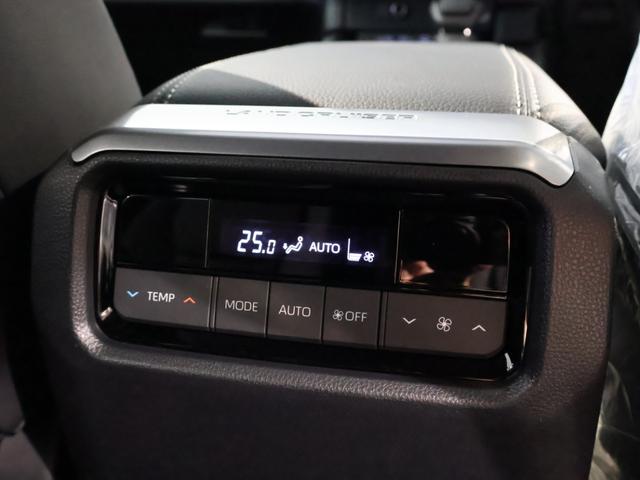 LAND CRUISER
25.0 AUTO
TEMP MODE AUTO OFF